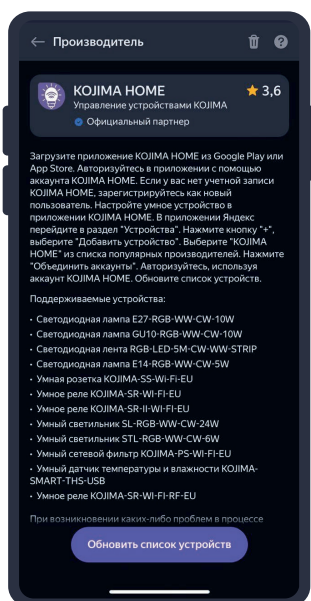 ← Производитель
KOJIMA HOME
★ 3,6
Управление устройствами KOJIMA
Официальный партнер
Загрузите приложение KOJIMA HOME из Google Play или
App Store. Авторизуйтесь в приложении с помощью
аккаунта KOJIMA HOME. Если у вас нет учетной записи
KOJIMA HOME, зарегистрируйтесь как новый
пользователь. Настройте умное устройство в
приложении KOJIMA HOME. В приложении Яндекс
перейдите в раздел "Устройства". Нажмите кнопку "+",
выберите "Добавить устройство". Выберите "KOJIMA
HOME" из списка популярных производителей. Нажмите
"Объединить аккаунты". Авторизуйтесь, используя
аккаунт KOJIMA HOME. Обновите список устройств.
Поддерживаемые устройства:
• Светодиодная лампа E27-RGB-WW-CW-10W
• Светодиодная лампа GU10-RGB-WW-CW-10W
• Светодиодная лента RGB-LED-5M-CW-WW-STRIP
• Светодиодная лампа E14-RGB-WW-CW-5W
• Умная розетка KOJIMA-SS-Wi-Fi-EU
• Умное реле KOJIMA-SR-WI-FI-EU
• Умное реле KOJIMA-SR-II-WI-FI-EU
• Умный светильник SL-RGB-WW-CW-24W
• Умный светильник STL-RGB-WW-CW-6W
• Умный сетевой фильтр KOJIMA-PS-WI-FI-EU
• Умный датчик температуры и влажности KOJIMA-
SMART-THS-USB
• Умное реле KOJIMA-SR-WI-FI-RF-EU
При возникновении каких-либо проблем в процессе
Обновить список устройств